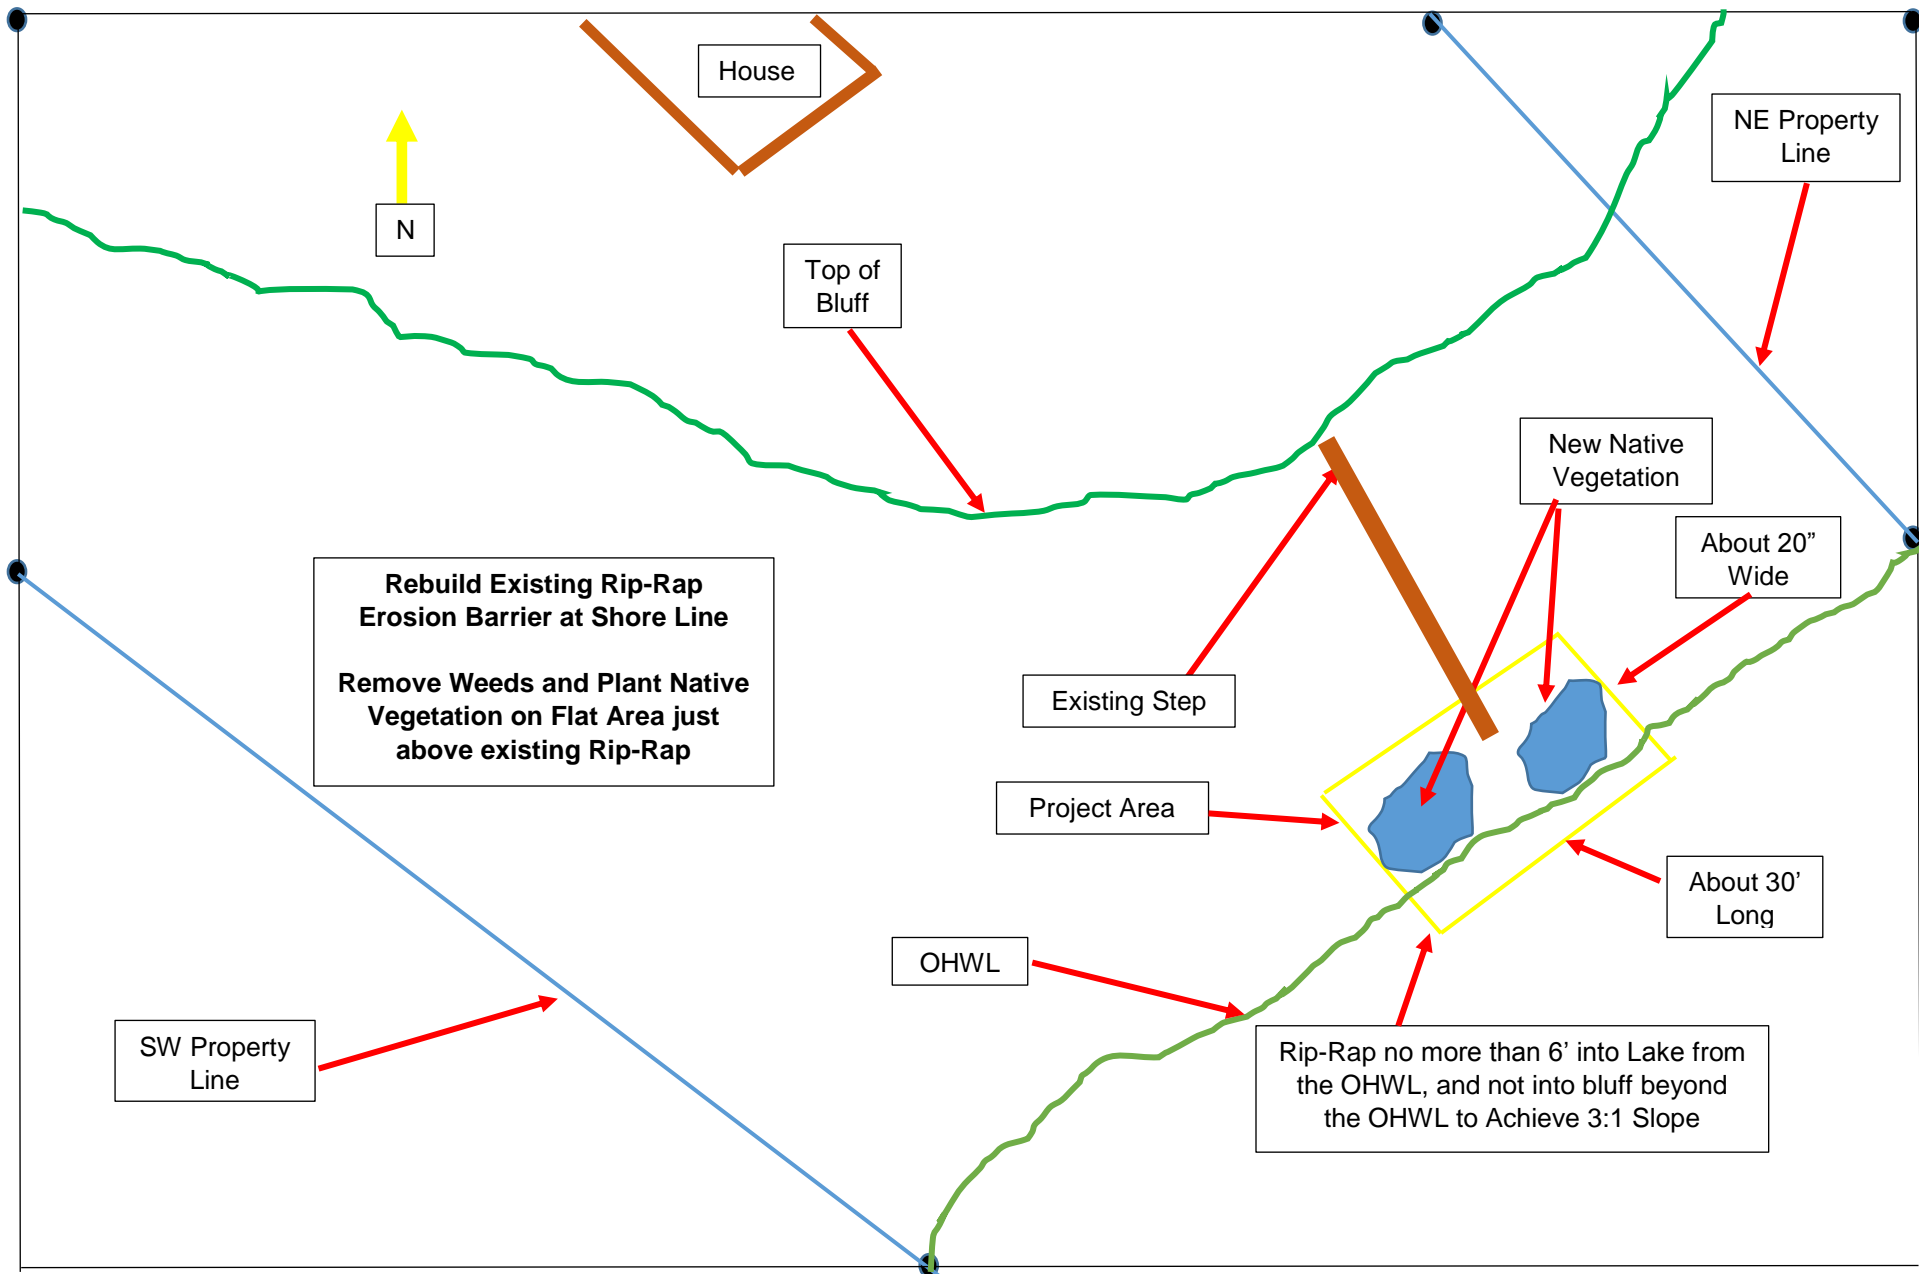 House
NE Property
Line
N
Top of
Bluff
New Native
Vegetation
About 20”
Wide
Rebuild Existing Rip-Rap
Erosion Barrier at Shore Line
Remove Weeds and Plant Native
Vegetation on Flat Area just
above existing Rip-Rap
Existing Step
Project Area
About 30’
Long
OHWL
SW Property
Line
Rip-Rap no more than 6’ into Lake from
the OHWL, and not into bluff beyond
the OHWL to Achieve 3:1 Slope